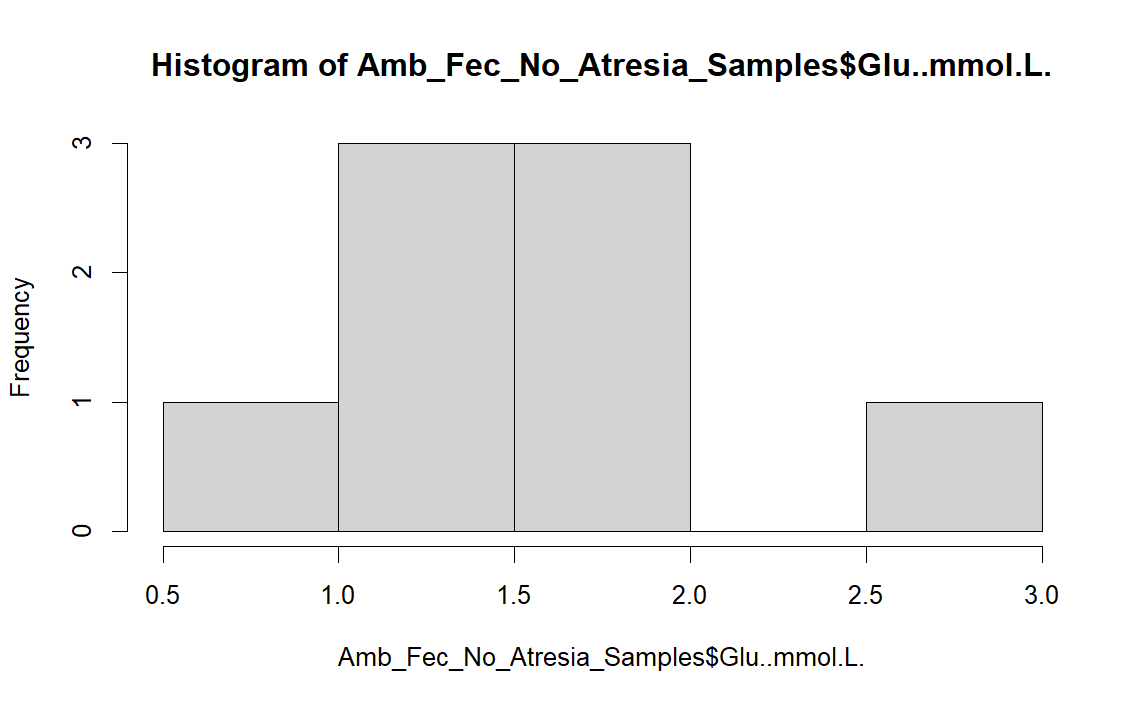 Histogram of Amb_Fec_No_Atresia_Samples$Glu..mmol.L.
Frequency
3
2
1
0
0.5 1.0 1.5 2.0 2.5 3.0
Amb_Fec_No_Atresia_Samples$Glu..mmol.L.